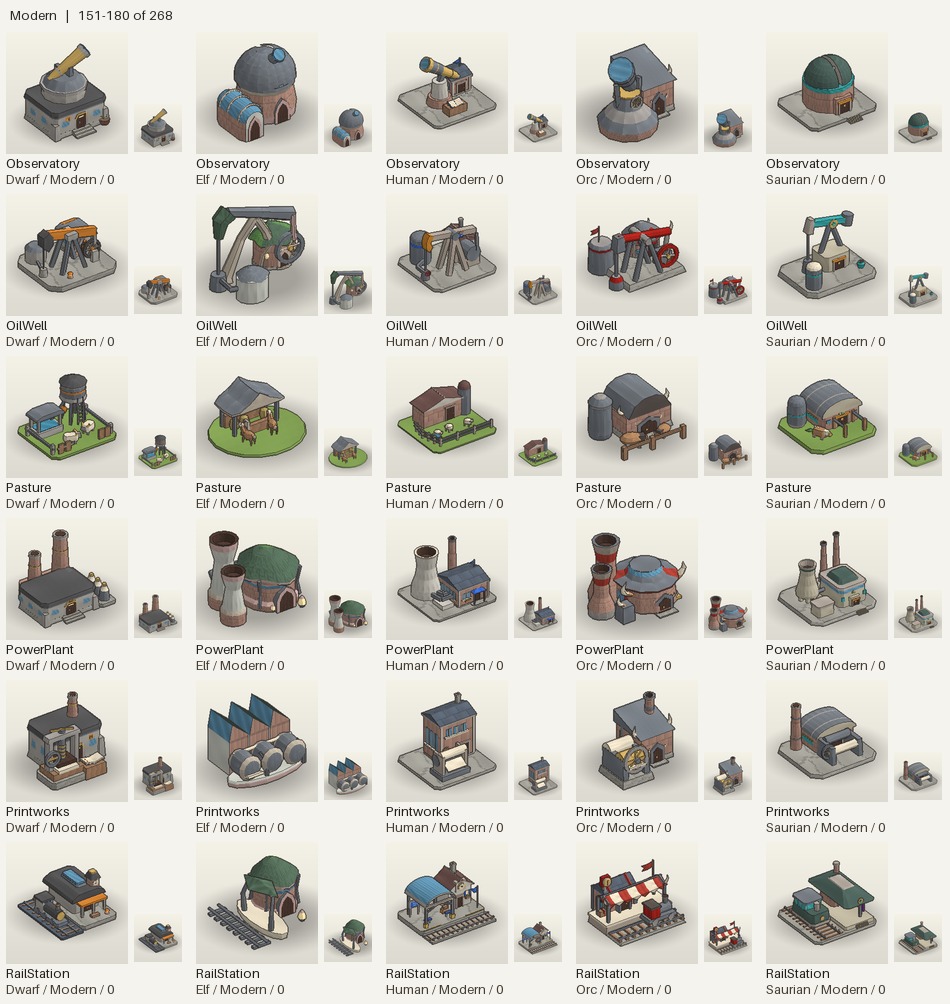 Modern | 151-180 of 268
Observatory Observatory Observatory Observatory Observatory
Dwarf / Modern / 0 Elf / Modern / 0 Human / Modern / 0 Orc / Modern / 0 Saurian / Modern / 0
OilWell OilWell OilWell OilWell OilWell
Dwarf / Modern / 0 Elf / Modern / 0 Human / Modern / 0 Orc / Modern / 0 Saurian / Modern / 0
Pasture Pasture Pasture Pasture Pasture
Dwarf / Modern / 0 Elf / Modern / 0 Human / Modern / 0 Orc / Modern / 0 Saurian / Modern / 0
PowerPlant PowerPlant PowerPlant PowerPlant PowerPlant
Dwarf / Modern / 0 Elf / Modern / 0 Human / Modern / 0 Orc / Modern / 0 Saurian / Modern / 0
Printworks Printworks Printworks Printworks Printworks
Dwarf / Modern / 0 Elf / Modern / 0 Human / Modern / 0 Orc / Modern / 0 Saurian / Modern / 0
RailStation RailStation RailStation RailStation RailStation
Dwarf / Modern / 0 Elf / Modern / 0 Human / Modern / 0 Orc / Modern / 0 Saurian / Modern / 0